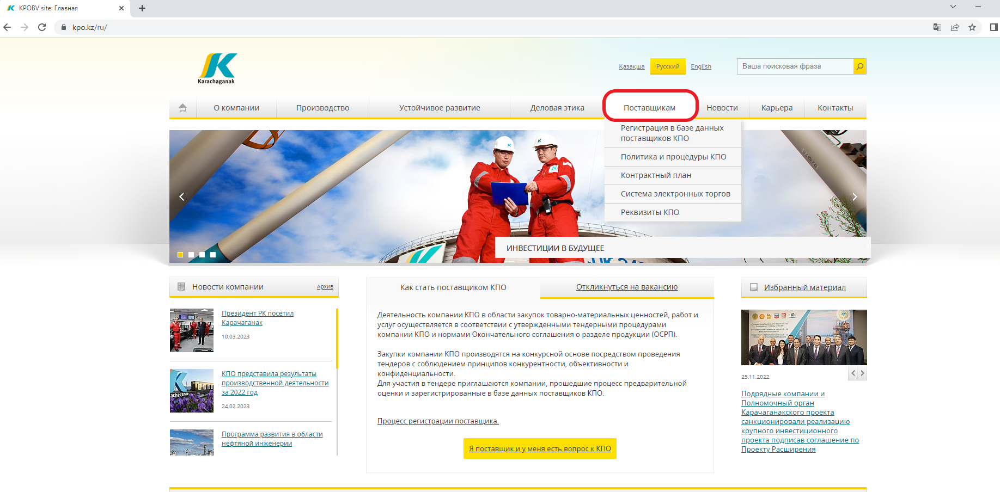 KPOBV site: Главная
kpo.kz/ru/
Karachaganak
Қазақша
Русский
English
Ваша поисковая фраза
О компании
Производство
Устойчивое развитие
Деловая этика
Поставщикам
Новости
Карьера
Контакты
Регистрация в базе данных
поставщиков КПО
Политика и процедуры КПО
Контрактный план
Система электронных торгов
Реквизиты КПО
ИНВЕСТИЦИИ В БУДУЩЕЕ
Новости компании
Архив
Президент РК посетил
Карачаганак
10.03.2023
КПО представила результаты
производственной деятельности
за 2022 год
24.02.2023
Программа развития в области
нефтяной инженерии
Как стать поставщиком КПО
Откликнуться на вакансию
Деятельность компании КПО в области закупок товарно-материальных ценностей, работ и
услуг осуществляется в соответствии с утвержденными тендерными процедурами
компании КПО и нормами Окончательного соглашения о разделе продукции (ОСРП).
Закупки компании КПО производятся на конкурсной основе посредством проведения
тендеров с соблюдением принципов конкурентности, объективности и
конфиденциальности.
Для участия в тендере приглашаются компании, прошедшие процесс предварительной
оценки и зарегистрированные в базе данных поставщиков КПО.
Процесс регистрации поставщика.
Я поставщик и у меня есть вопрос к КПО
Избранный материал
25.11.2022
Подрядные компании и
Полномочный орган
Карачаганакского проекта
санкционировали реализацию
крупного инвестиционного
проекта подписав соглашение по
Проекту Расширения